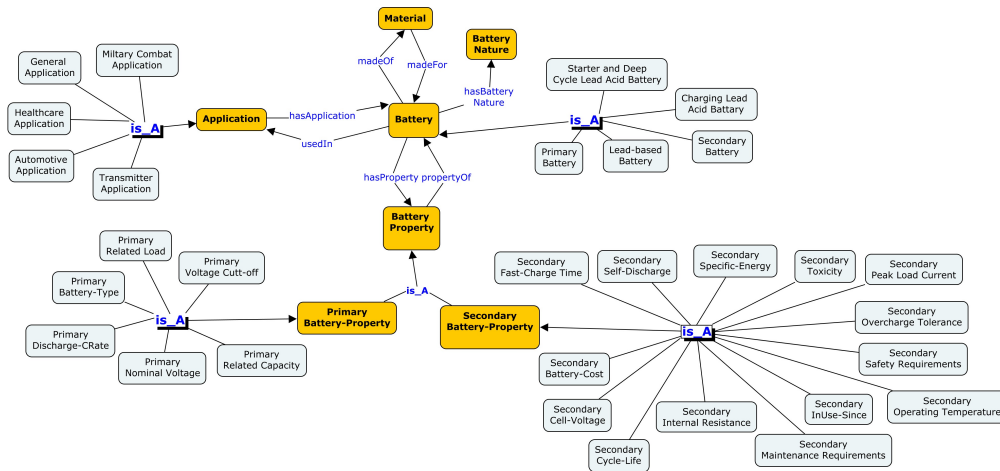 Material
Battery
Nature
madeOf
madeFor
hasBattery
Nature
General
Application
Miltary Combat
Application
Healthcare
Application
is_A
Automotive
Application
Transmitter
Application
Application
hasApplication
usedIn
Battery
Starter and Deep
Cycle Lead Acid Battery
Charging Lead
Acid Battary
is_A
Primary
Battery
Lead-based
Battery
Secondary
Battery
hasProperty
propertyOf
Battery
Property
is_A
Primary
Battery-Property
Secondary
Battery-Property
Primary
Related Load
Primary
Voltage Cutt-off
Primary
Battery-Type
is_A
Primary
Discharge-CRate
Primary
Nominal Voltage
Primary
Related Capacity
Secondary
Fast-Charge Time
Secondary
Self-Discharge
Secondary
Specific-Energy
Secondary
Toxicity
Secondary
Peak Load Current
Secondary
Overcharge Tolerance
is_A
Secondary
Safety Requirements
Secondary
Battery-Cost
Secondary
Cell-Voltage
Secondary
Cycle-Life
Secondary
Internal Resistance
Secondary
Maintenance Requirements
Secondary
InUse-Since
Secondary
Operating Temperature